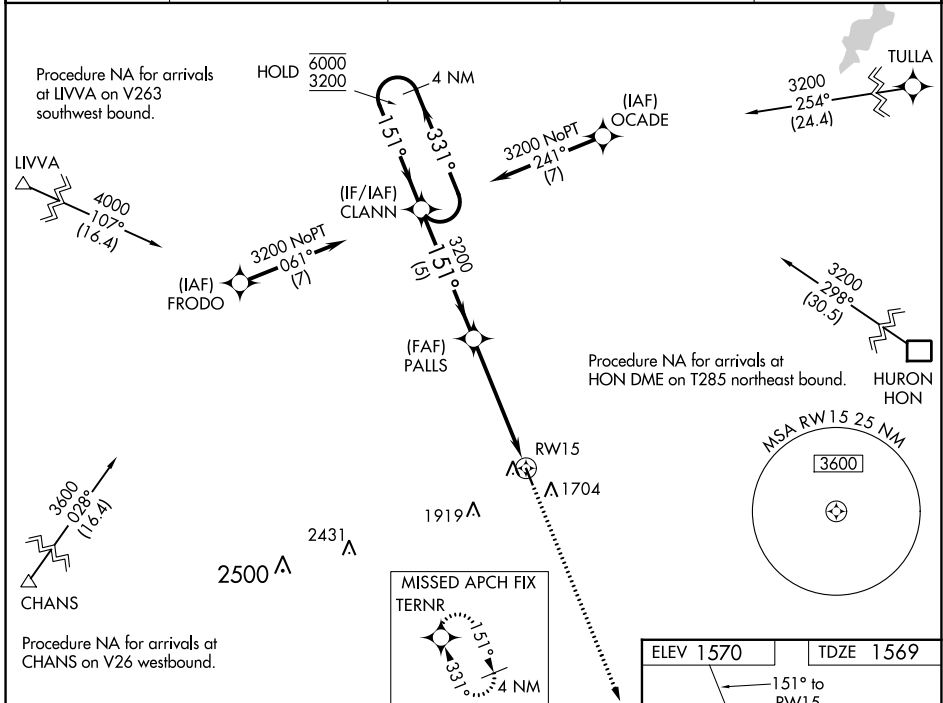 Procedure NA for arrivals
at LIVVA on V263
southwest bound.
HOLD 6000
3200
4 NM
151°
331°
TULLA
3200
254°
(24.4)
(IAF)
OCADE
3200 NoPT
241°
(7)
LIVVA
4000
107°
(16.4)
(IF/IAF)
CLANN
3200 NoPT
061°
(7)
(IAF)
FRODO
3200
151°
(5)
(FAF)
PALLS
3200
298°
(30.5)
HURON
HON
Procedure NA for arrivals at
HON DME on T285 northeast bound.
MSA RW15 25 NM
3600
RW15
1704
1919
2431
2500
3600
028°
(16.4)
CHANS
Procedure NA for arrivals at
CHANS on V26 westbound.
MISSED APCH FIX
TERNR
151°
331°
4 NM
ELEV 1570
TDZE 1569
151° to
RW15